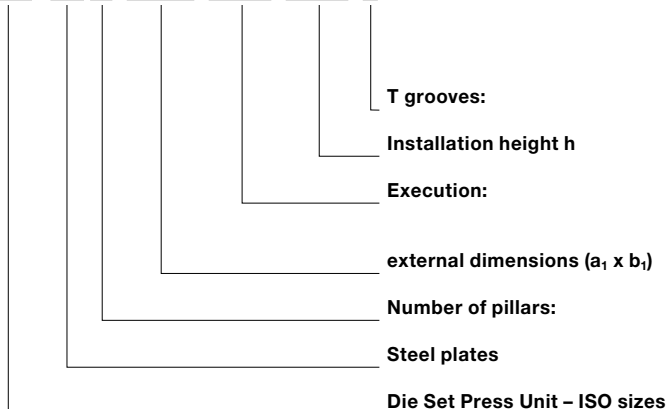 T grooves:
Installation height h
Execution:
external dimensions (a₁ x b₁)
Number of pillars:
Steel plates
Die Set Press Unit – ISO sizes